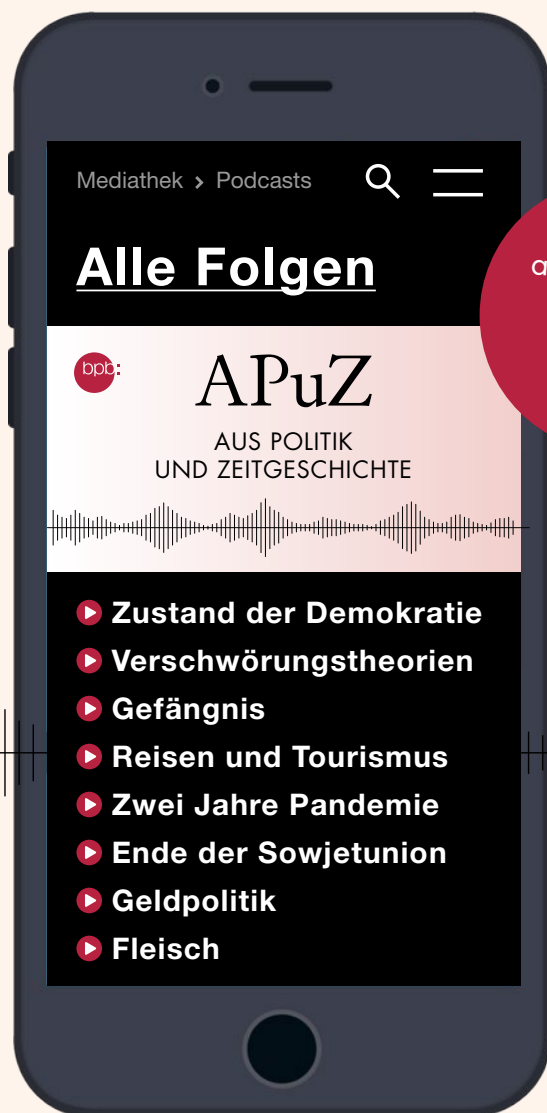 Mediathek > Podcasts
Alle Folgen
bpb:
APuZ
AUS POLITIK
UND ZEITGESCHICHTE
Zustand der Demokratie
Verschwörungstheorien
Gefängnis
Reisen und Tourismus
Zwei Jahre Pandemie
Ende der Sowjetunion
Geldpolitik
Fleisch